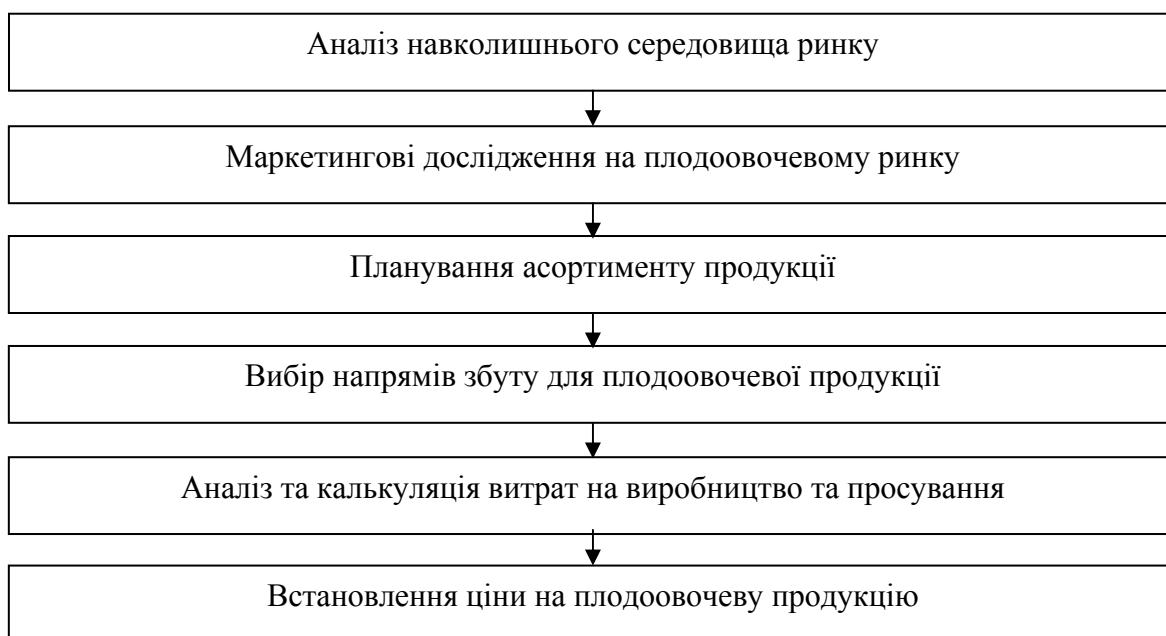 Аналіз навколишнього середовища ринку
Маркетингові дослідження на плодоовочевому ринку
Планування асортименту продукції
Вибір напрямів збуту для плодоовочевої продукції
Аналіз та калькуляція витрат на виробництво та просування
Встановлення ціни на плодоовочеву продукцію